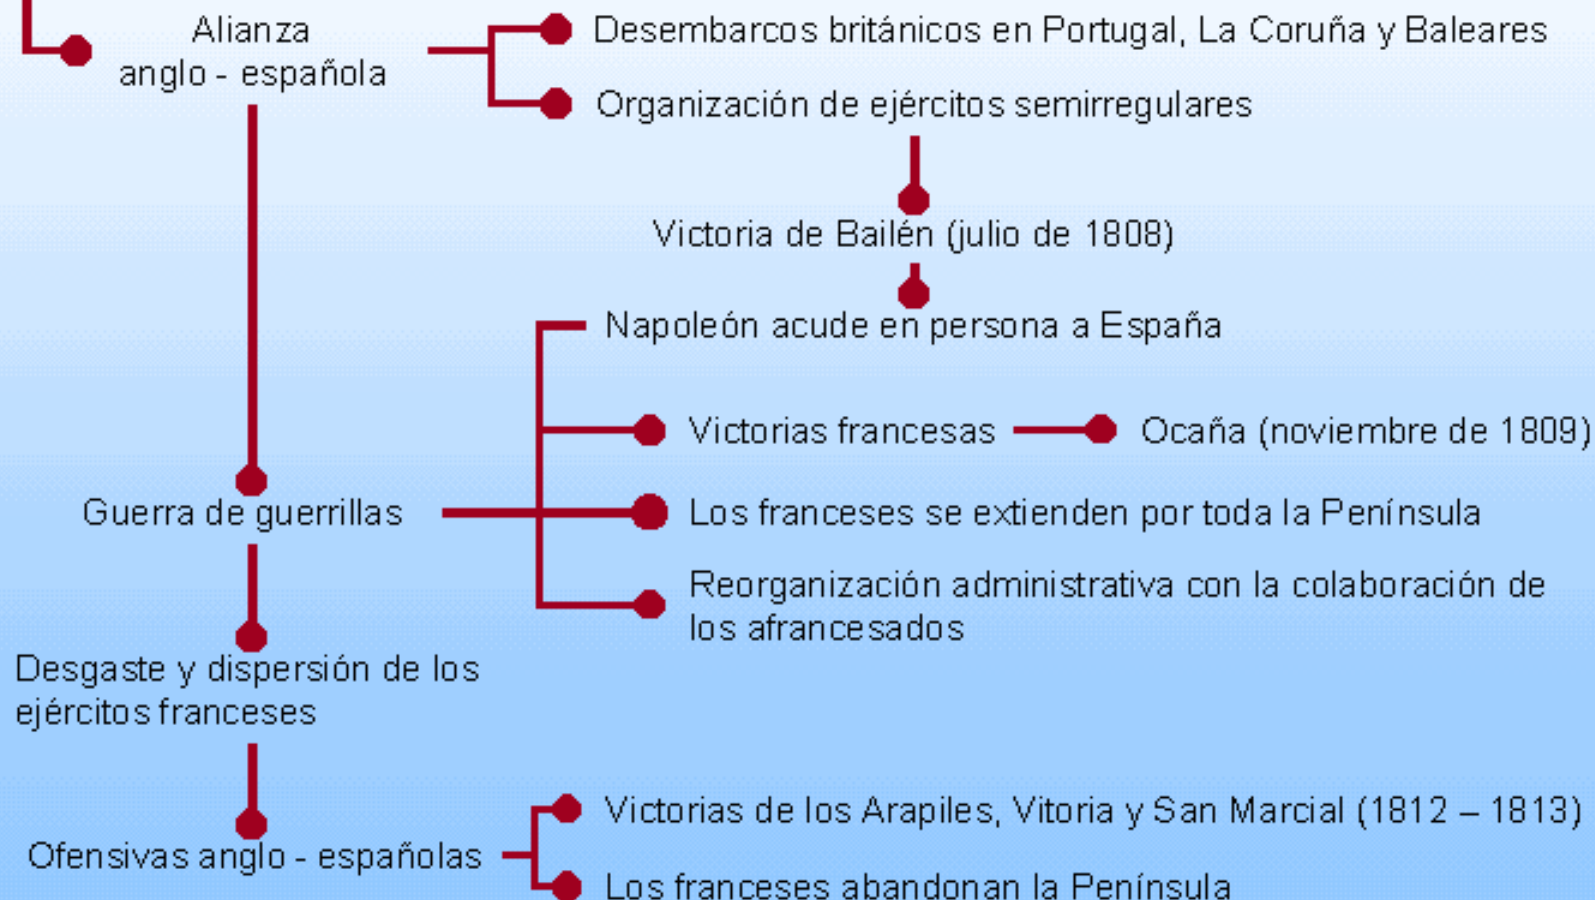 Alianza
anglo - española
Desembarcos británicos en Portugal, La Coruña y Baleares
Organización de ejércitos semirregulares
Victoria de Bailén (julio de 1808)
Napoleón acude en persona a España
Victorias francesas
Ocaña (noviembre de 1809)
Guerra de guerrillas
Los franceses se extienden por toda la Península
Reorganización administrativa con la colaboración de
los afrancesados
Desgaste y dispersión de los
ejércitos franceses
Ofensivas anglo - españolas
Victorias de los Arapiles, Vitoria y San Marcial (1812 – 1813)
Los franceses abandonan la Península